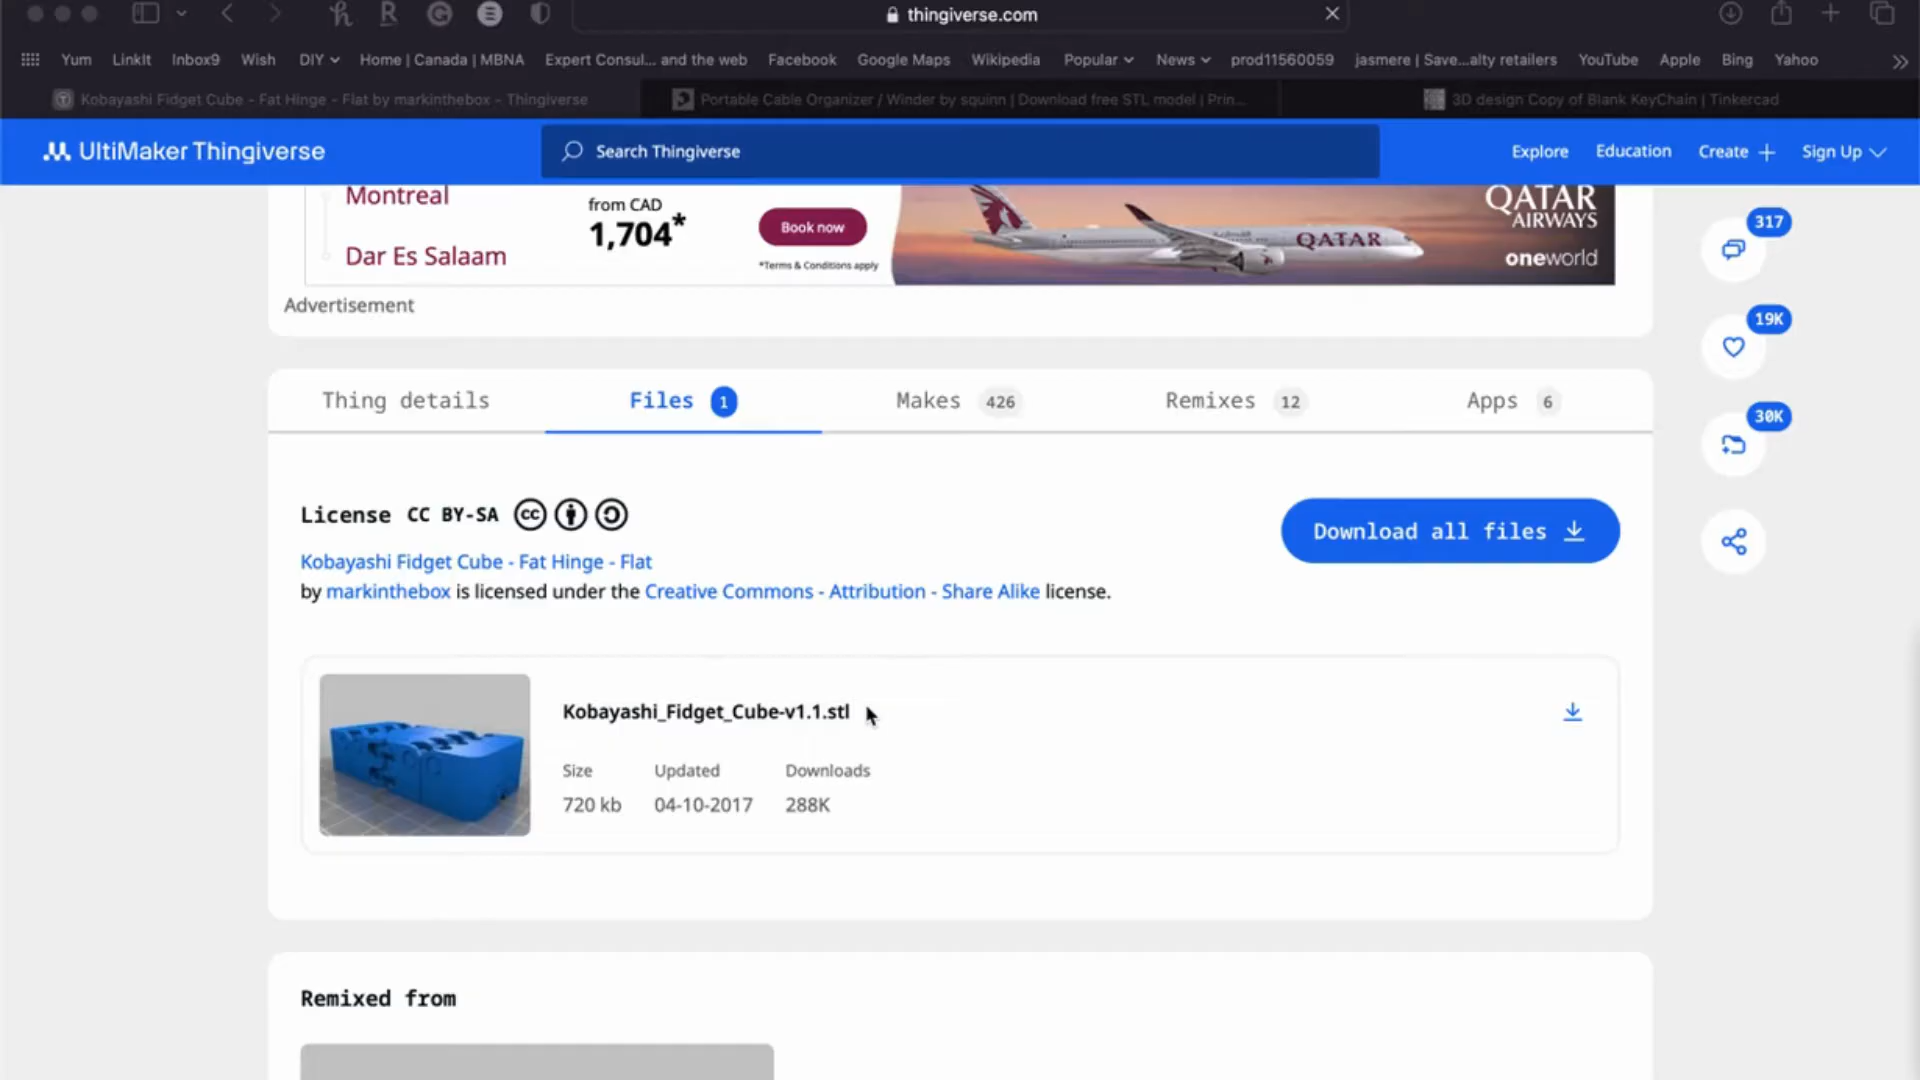 thingiverse.com
Yum LinkIt Inbox9 Wish DIY Home | Canada | MBNA Expert Consul... and the web Facebook Google Maps Wikipedia Popular News prod11560059 jasmere | Save...alty retailers YouTube Apple Bing Yahoo
Kobayashi Fidget Cube - Fat Hinge - Flat by markinthebox - Thingiverse Portable Cable Organizer / Winder by squinn | Download free STL model | Prin... 3D design Copy of Blank KeyChain | Tinkercad
UltiMaker Thingiverse Search Thingiverse Explore Education Create + Sign Up
Montreal
Dar Es Salaam
from CAD
1,704*
Book now
*Terms & Conditions apply
QATAR
QATAR
AIRWAYS
oneworld
Advertisement
317
19K
30K
Thing details Files 1 Makes 426 Remixes 12 Apps 6
License CC BY-SA cc
Download all files
Kobayashi Fidget Cube - Fat Hinge - Flat
by markinthebox is licensed under the Creative Commons - Attribution - Share Alike license.
Kobayashi_Fidget_Cube-v1.1.stl
Size Updated Downloads
720 kb 04-10-2017 288K
Remixed from